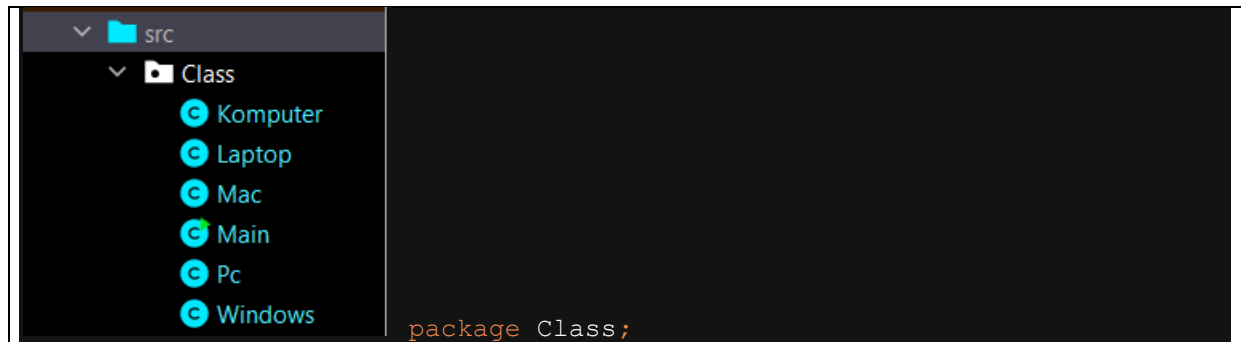 src
Class
Komputer
Laptop
Mac
Main
Pc
Windows
package Class;